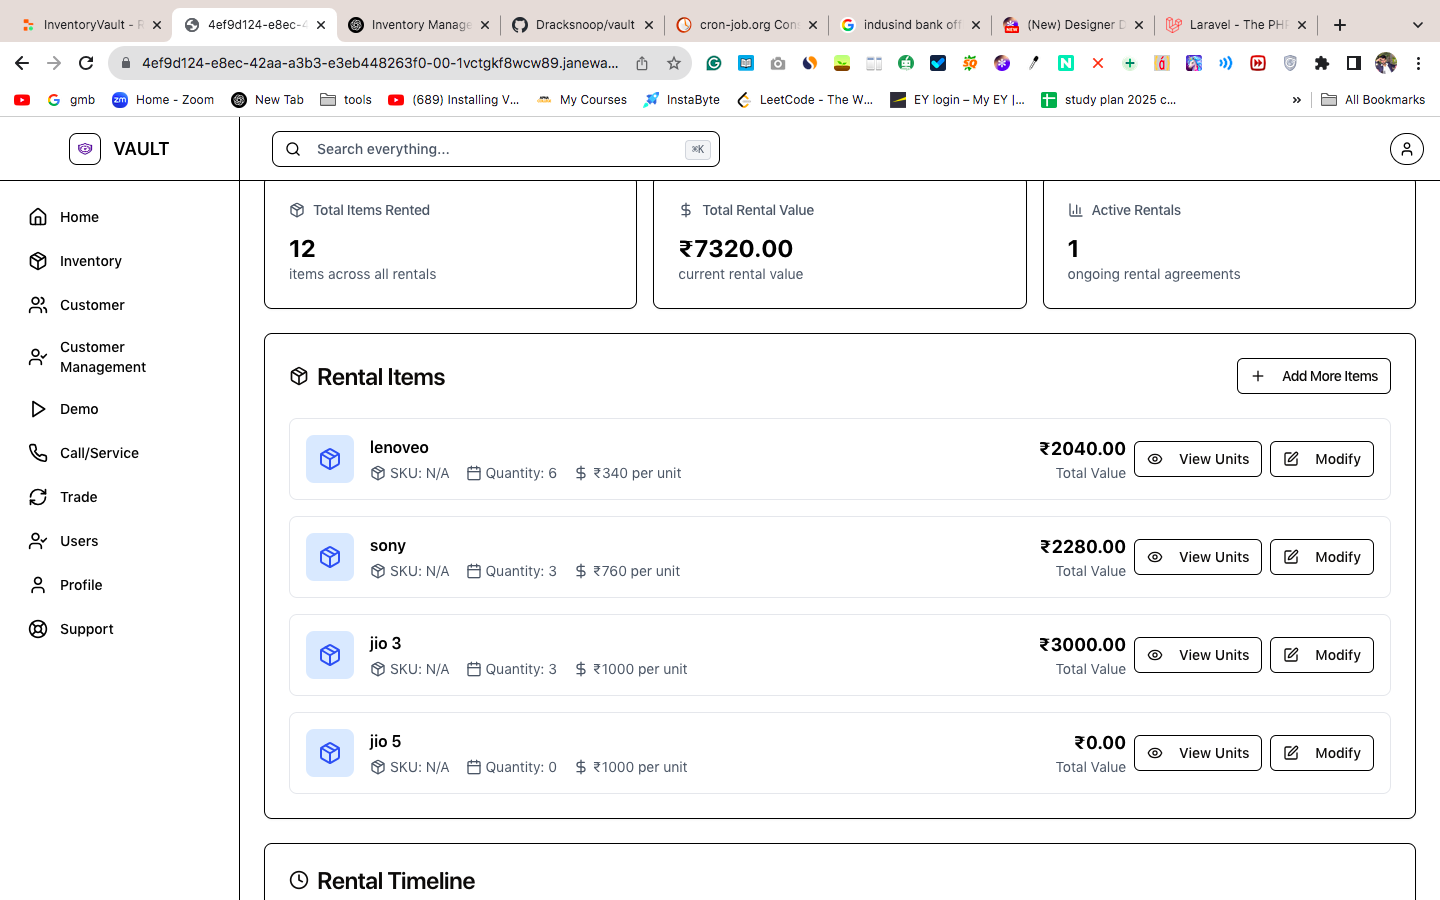 InventoryVault - R
4ef9d124-e8ec-4
Inventory Manage
Dracksnoop/vault
cron-job.org Con
indusind bank off
(New) Designer D
Laravel - The PHP
4ef9d124-e8ec-42aa-a3b3-e3eb448263f0-00-1vctgkf8wcw89.janewa...
gmb
Home - Zoom
New Tab
tools
(689) Installing V...
My Courses
InstaByte
LeetCode - The W...
EY login – My EY |...
study plan 2025 c...
»
All Bookmarks
VAULT
Search everything...
⌘K
Home
Inventory
Customer
Customer
Management
Demo
Call/Service
Trade
Users
Profile
Support
Total Items Rented
12
items across all rentals
Total Rental Value
₹7320.00
current rental value
Active Rentals
1
ongoing rental agreements
Rental Items
Add More Items
lenoveo
SKU: N/A Quantity: 6 ₹340 per unit
₹2040.00
Total Value
View Units
Modify
sony
SKU: N/A Quantity: 3 ₹760 per unit
₹2280.00
Total Value
View Units
Modify
jio 3
SKU: N/A Quantity: 3 ₹1000 per unit
₹3000.00
Total Value
View Units
Modify
jio 5
SKU: N/A Quantity: 0 ₹1000 per unit
₹0.00
Total Value
View Units
Modify
Rental Timeline